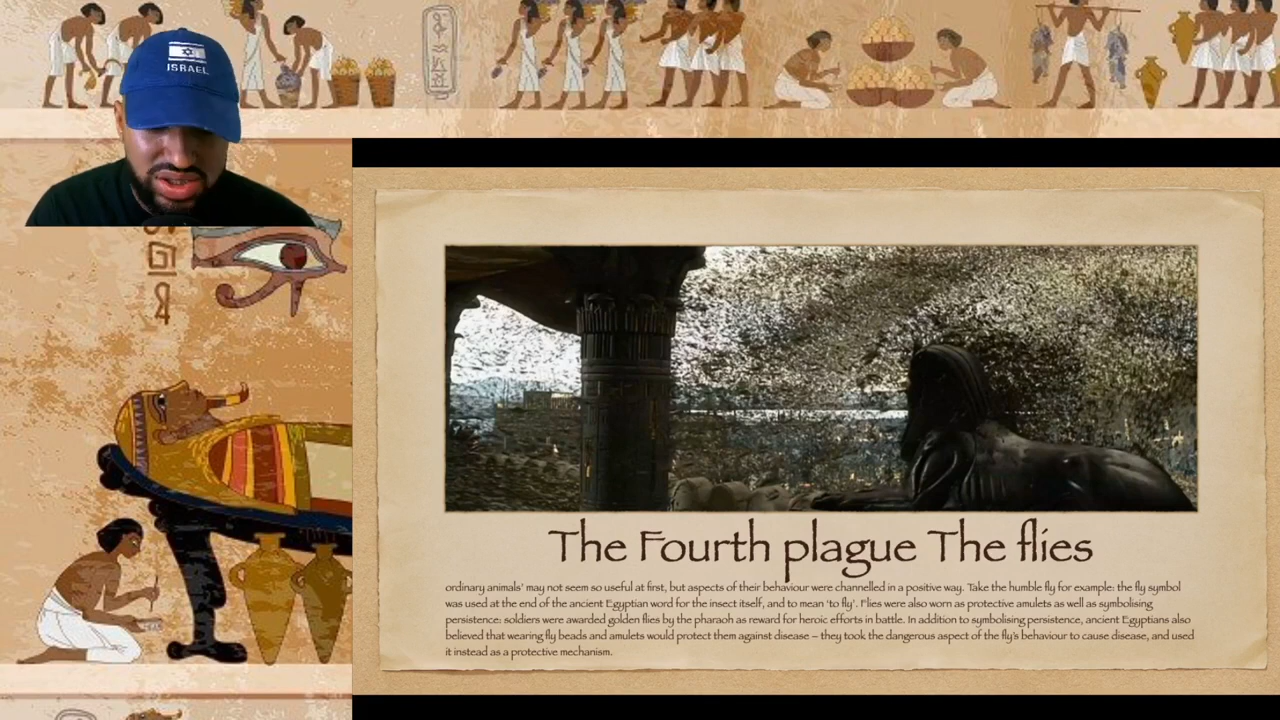 ISRAEL
The Fourth plague The flies
ordinary animals' may not seem so useful at first, but aspects of their behaviour were channelled in a positive way. Take the humble fly for example: the fly symbol
was used at the end of the ancient Egyptian word for the insect itself, and to mean 'to fly'. Flies were also worn as protective amulets as well as symbolising
persistence: soldiers were awarded golden flies by the pharaoh as reward for heroic efforts in battle. In addition to symbolising persistence, ancient Egyptians also
believed that wearing fly beads and amulets would protect them against disease – they took the dangerous aspect of the fly's behaviour to cause disease, and used
it instead as a protective mechanism.